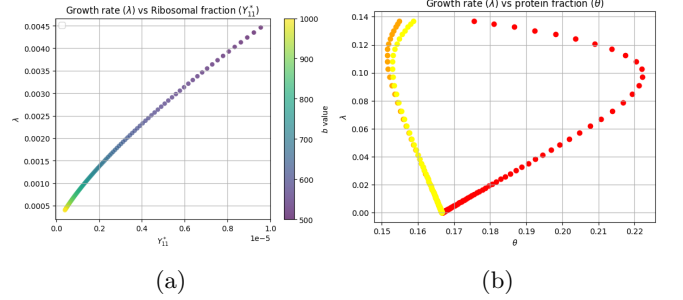 Growth rate (λ) vs Ribosomal fraction (Y₁₁*)
0.0045
0.0040
0.0035
0.0030
0.0025
0.0020
0.0015
0.0010
0.0005
λ
0.0 0.2 0.4 0.6 0.8 1.0
1e−5
Y₁₁*
1000
900
800
700
600
500
b value
(a)
Growth rate (λ) vs protein fraction (θ)
0.14
0.12
0.10
0.08
0.06
0.04
0.02
0.00
λ
0.15 0.16 0.17 0.18 0.19 0.20 0.21 0.22
θ
(b)